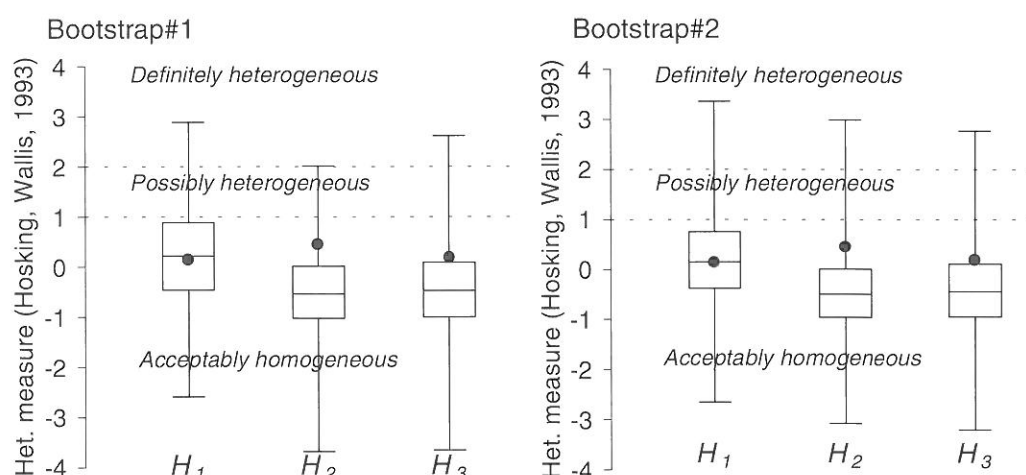 Bootstrap#1
Het. measure (Hosking, Wallis, 1993)
4
3
2
1
0
-1
-2
-3
-4
Definitely heterogeneous
Possibly heterogeneous
Acceptably homogeneous
H1
H2
H3
Bootstrap#2
Het. measure (Hosking, Wallis, 1993)
4
3
2
1
0
-1
-2
-3
-4
Definitely heterogeneous
Possibly heterogeneous
Acceptably homogeneous
H1
H2
H3